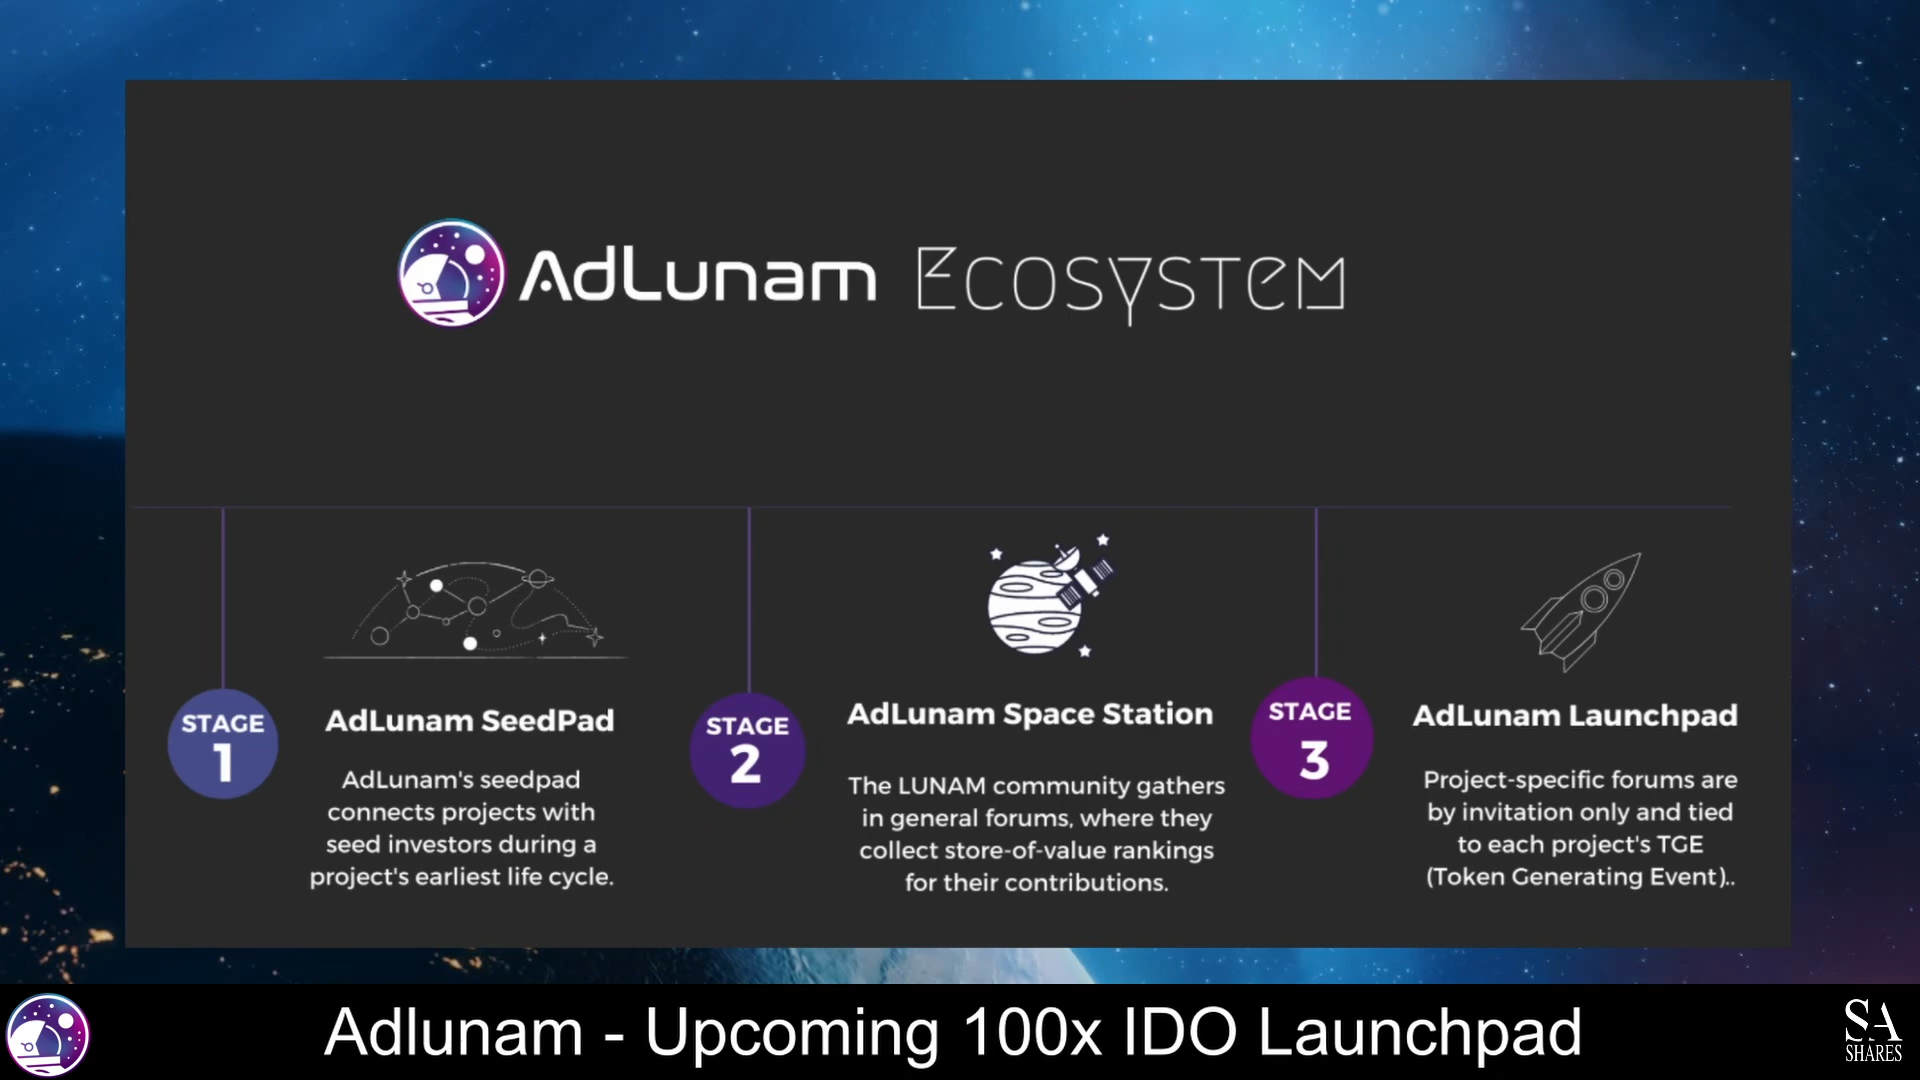 AdLunam Ecosystem
STAGE
1
AdLunam SeedPad
AdLunam's seedpad
connects projects with
seed investors during a
project's earliest life cycle.
STAGE
2
AdLunam Space Station
The LUNAM community gathers
in general forums, where they
collect store-of-value rankings
for their contributions.
STAGE
3
AdLunam Launchpad
Project-specific forums are
by invitation only and tied
to each project's TGE
(Token Generating Event)..
Adlunam - Upcoming 100x IDO Launchpad
SA
SHARES